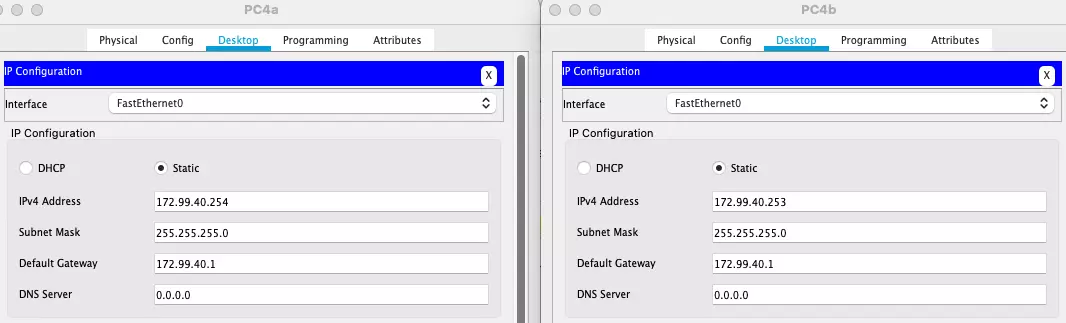 PC4a
Physical Config Desktop Programming Attributes
IP Configuration
X
Interface FastEthernet0
IP Configuration
DHCP Static
IPv4 Address 172.99.40.254
Subnet Mask 255.255.255.0
Default Gateway 172.99.40.1
DNS Server 0.0.0.0
PC4b
Physical Config Desktop Programming Attributes
IP Configuration
X
Interface FastEthernet0
IP Configuration
DHCP Static
IPv4 Address 172.99.40.253
Subnet Mask 255.255.255.0
Default Gateway 172.99.40.1
DNS Server 0.0.0.0